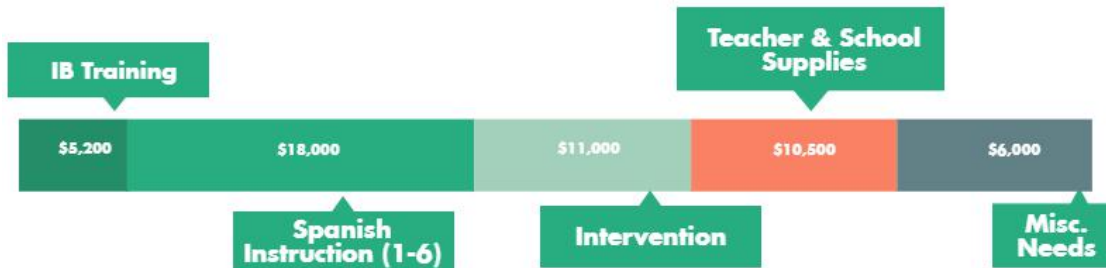 Teacher & School
Supplies
IB Training
$5,200
$18,000
$11,000
$10,500
$6,000
Spanish
Instruction (1-6)
Intervention
Misc.
Needs